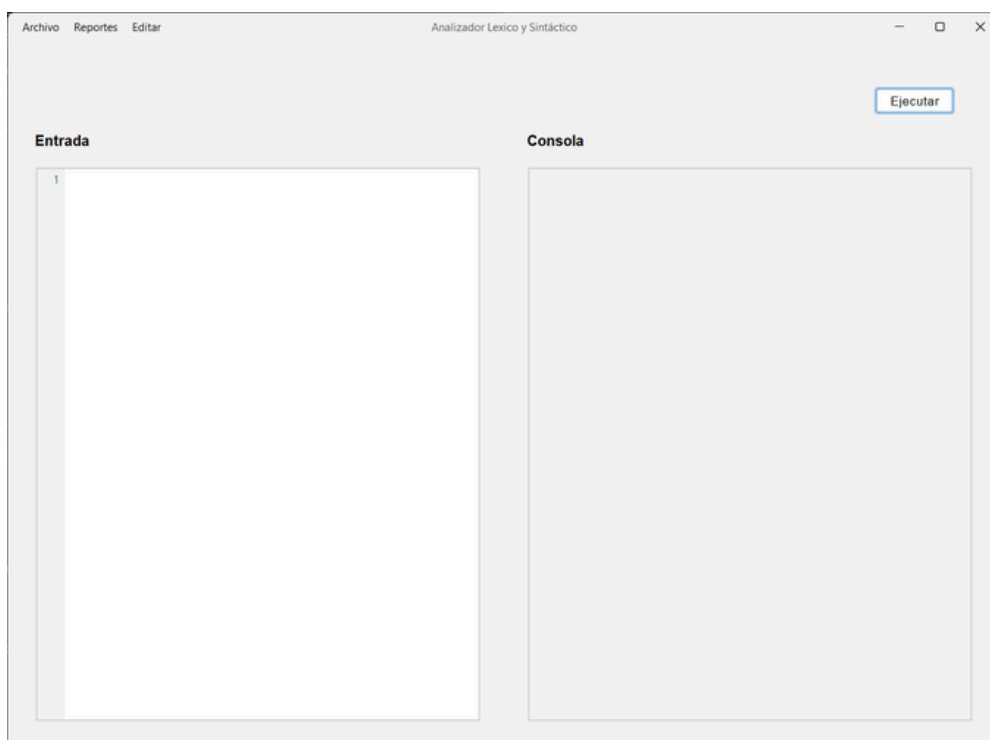 Archivo Reportes Editar Analizador Lexico y Sintáctico
Ejecutar
Entrada Consola
1